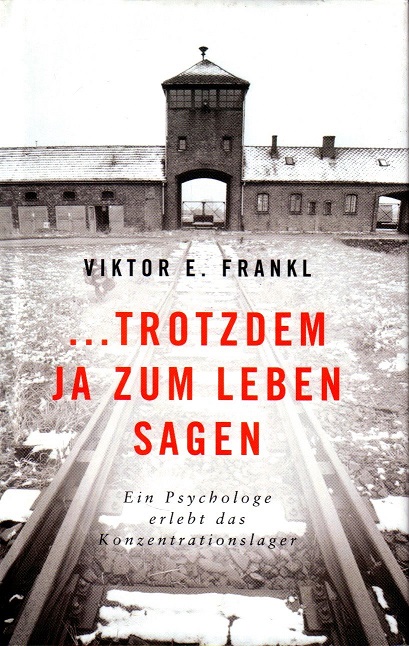 VIKTOR E. FRANKL
...TROTZDEM
JA ZUM LEBEN
SAGEN
Ein Psychologe
erlebt das
Konzentrationslager